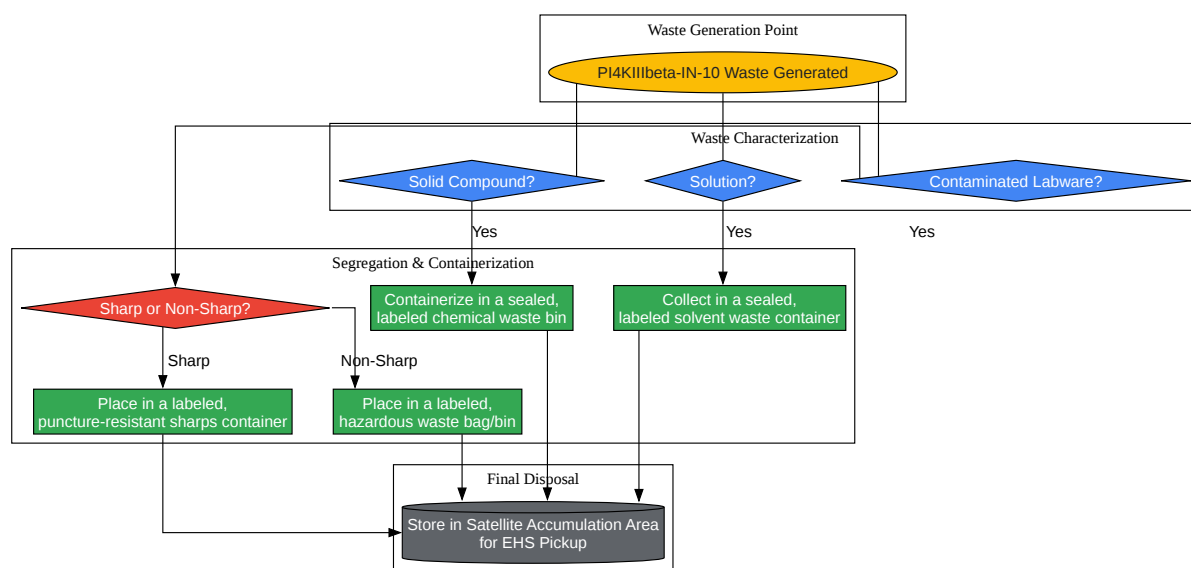 Waste Generation Point
PI4KIIIbeta-IN-10 Waste Generated
Waste Characterization
Solid Compound?
Solution?
Contaminated Labware?
Yes
Yes
Yes
Segregation & Containerization
Sharp or Non-Sharp?
Containerize in a sealed,
labeled chemical waste bin
Collect in a sealed,
labeled solvent waste container
Sharp
Non-Sharp
Place in a labeled,
puncture-resistant sharps container
Place in a labeled,
hazardous waste bag/bin
Final Disposal
Store in Satellite Accumulation Area
for EHS Pickup